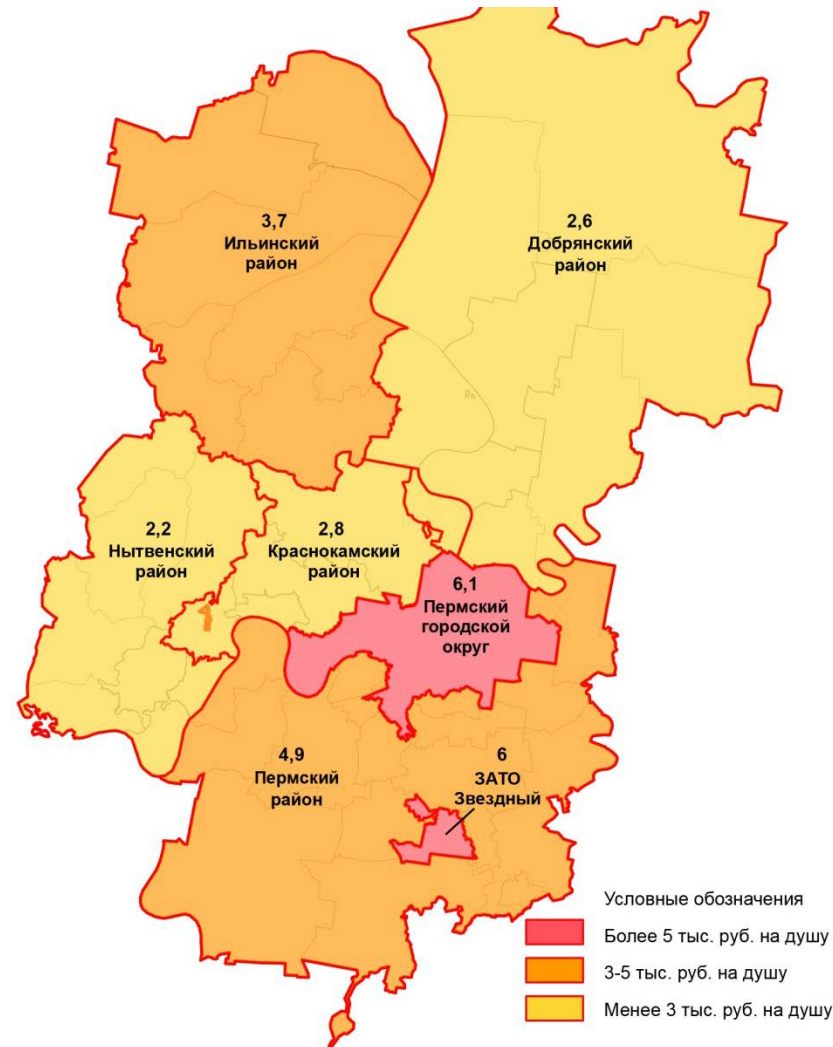 3,7
Ильинский
район
2,6
Добрянский
район
2,2
Нытвенский
район
2,8
Краснокамский
район
6,1
Пермский
городской
округ
4,9
Пермский
район
6
ЗАТО
Звездный
Условные обозначения
Более 5 тыс. руб. на душу
3-5 тыс. руб. на душу
Менее 3 тыс. руб. на душу